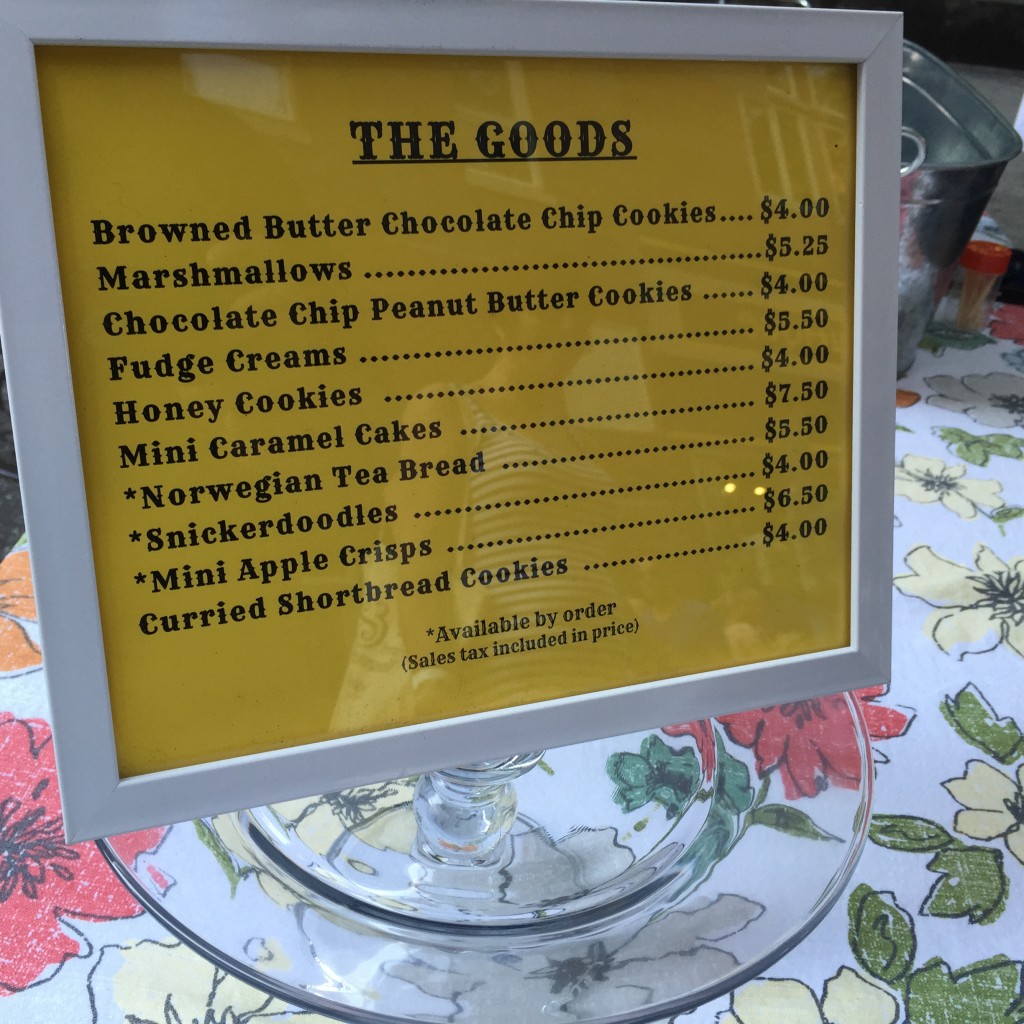 THE GOODS
Browned Butter Chocolate Chip Cookies.... $4.00
Marshmallows ........................................ $5.25
Chocolate Chip Peanut Butter Cookies ...... $4.00
Fudge Creams ........................................ $5.50
Honey Cookies ...................................... $4.00
Mini Caramel Cakes .............................. $7.50
*Norwegian Tea Bread .......................... $5.50
*Snickerdoodles ................................... $4.00
*Mini Apple Crisps ................................ $6.50
Curried Shortbread Cookies .................. $4.00
*Available by order
(Sales tax included in price)